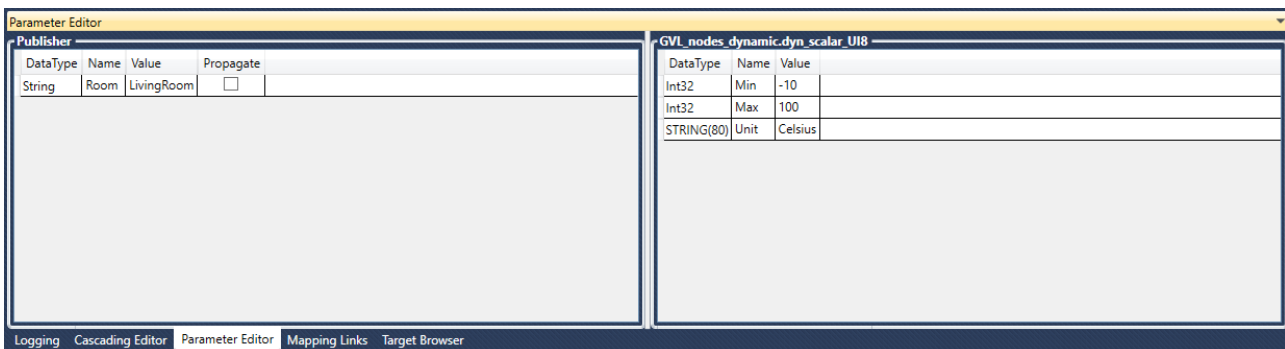 Parameter Editor
Publisher
DataType Name Value Propagate
String Room LivingRoom
GVL_nodes_dynamic.dyn_scalar_UI8
DataType Name Value
Int32 Min -10
Int32 Max 100
STRING(80) Unit Celsius
Logging Cascading Editor Parameter Editor Mapping Links Target Browser